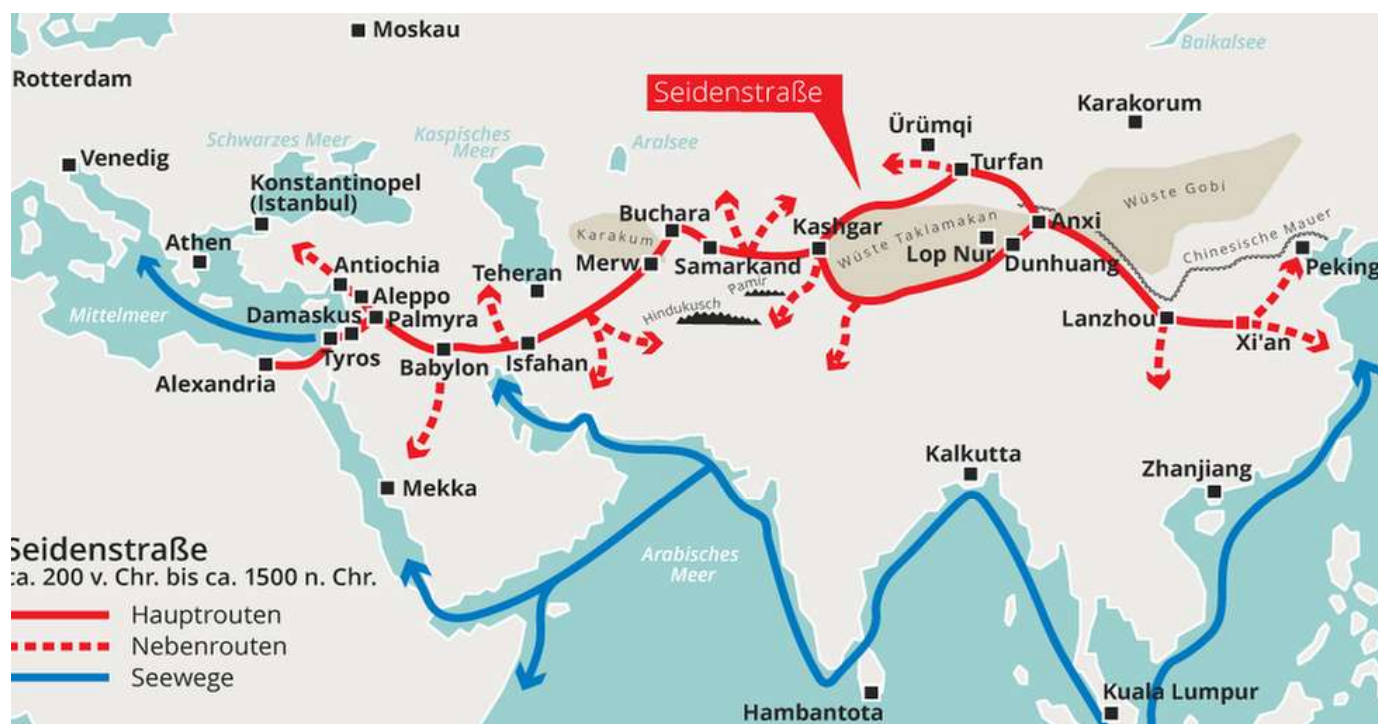 Moskau
Baikalsee
Rotterdam
Seidenstraße
Karakorum
Schwarzes Meer
Kaspisches
Meer
Aralsee
Ürümqi
Venedig
Turfan
Konstantinopel
(Istanbul)
Wüste Gobi
Buchara
Kashgar
Wüste Taklamakan
Anxi
Athen
Karakum
Chinesische Mauer
Antiochia
Teheran
Merw
Samarkand
Lop Nur
Dunhuang
Peking
Aleppo
Pamir
Hindukusch
Mittelmeer
Damaskus
Palmyra
Lanzhou
Tyros
Babylon
Isfahan
Xi'an
Alexandria
Kalkutta
Zhanjiang
Mekka
Arabisches
Meer
Seidenstraße
ca. 200 v. Chr. bis ca. 1500 n. Chr.
Hauptrouten
Nebenrouten
Seewege
Hambantota
Kuala Lumpur